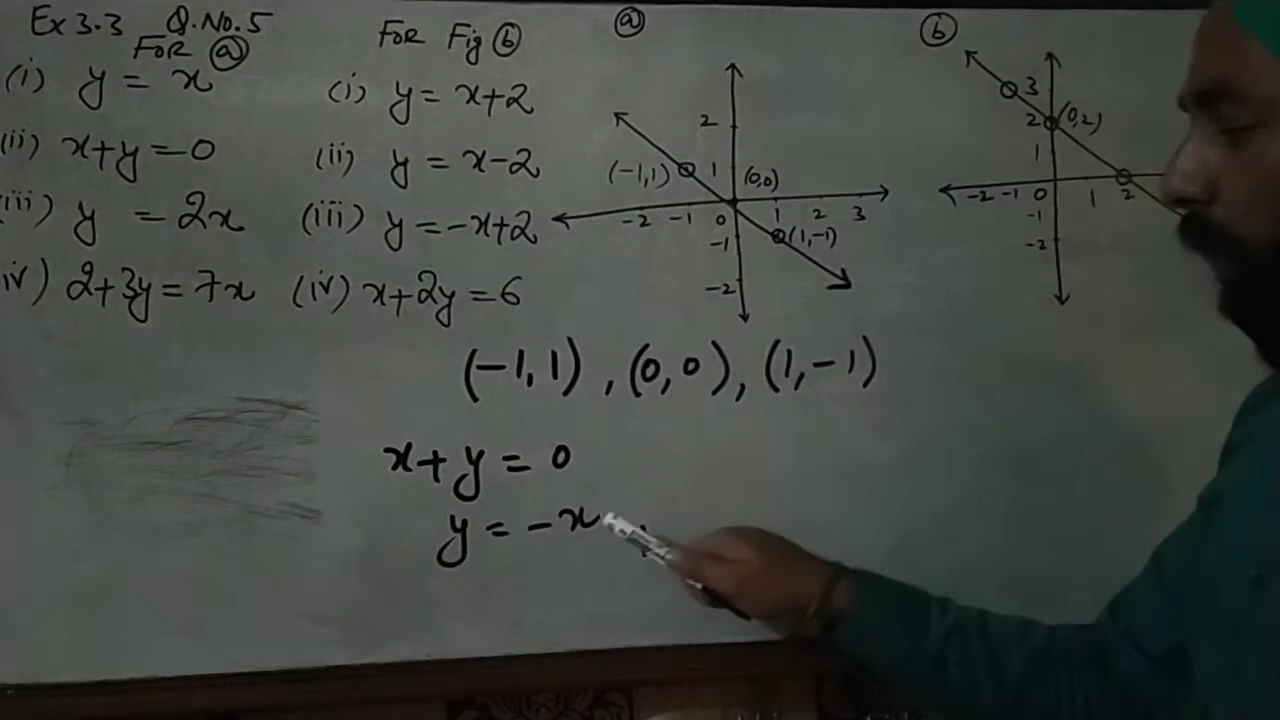 Ex 3.3 Q.No.5
FOR ⓐ
(i) y = x
(ii) x+y=0
(iii) y = 2x
(iv) 2+3y=7x
FOR Fig ⓑ
(i) y = x+2
(ii) y = x-2
(iii) y = -x+2
(iv) x+2y=6
ⓐ
2
(-1,1) 1 (0,0)
-2 -1 0 1 2 3
-1 (1,-1)
-2
ⓑ
3
2 (0,2)
1
-2 -1 0 1 2
-1
-2
(-1,1), (0,0), (1,-1)
x+y = 0
y = -x